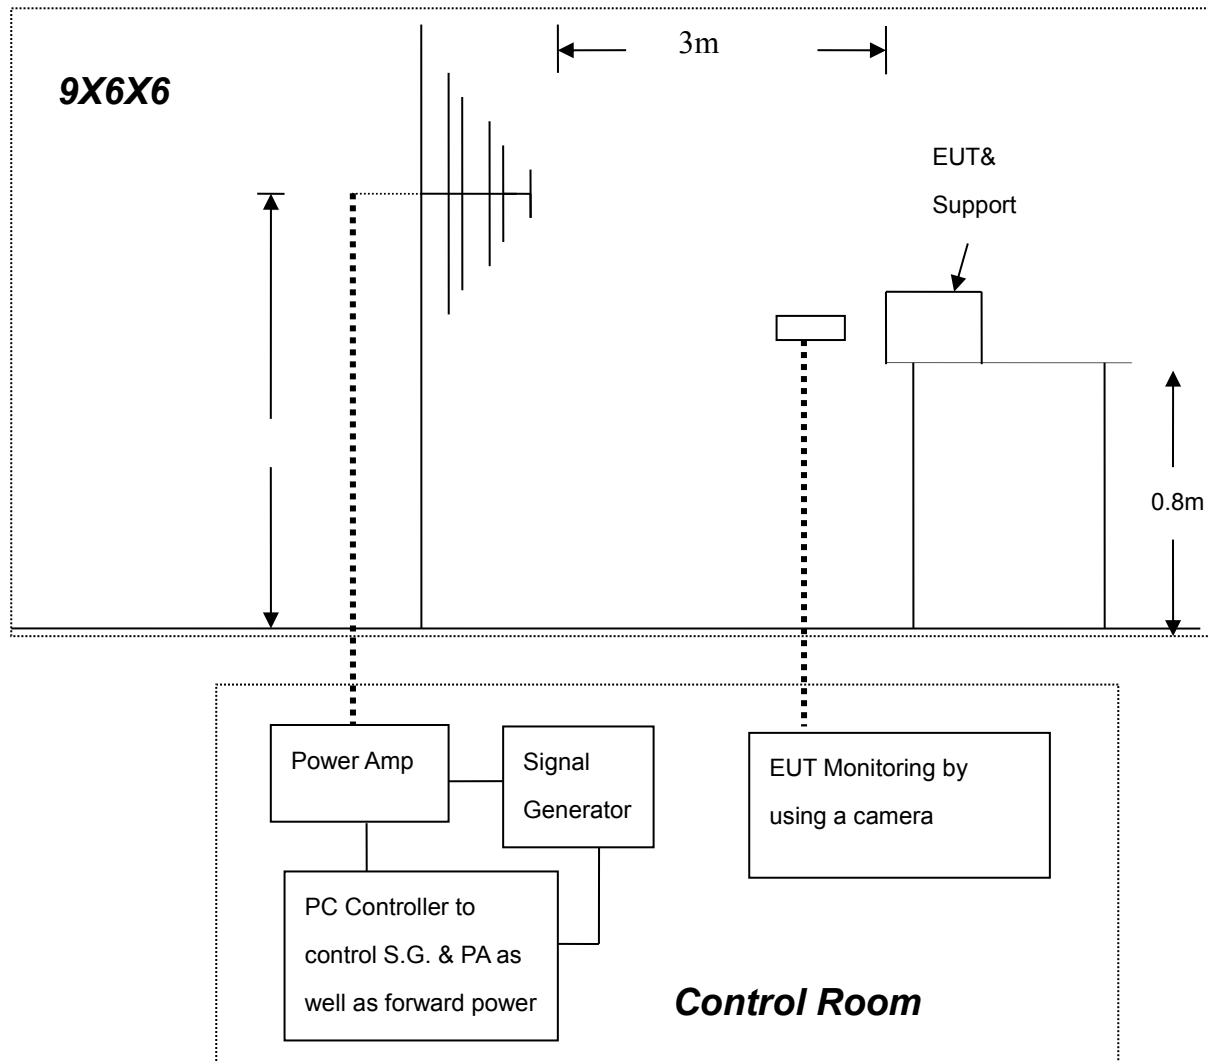 3m
9X6X6
EUT&
Support
0.8m
Power Amp
Signal
Generator
EUT Monitoring by
using a camera
PC Controller to
control S.G. & PA as
well as forward power
Control Room